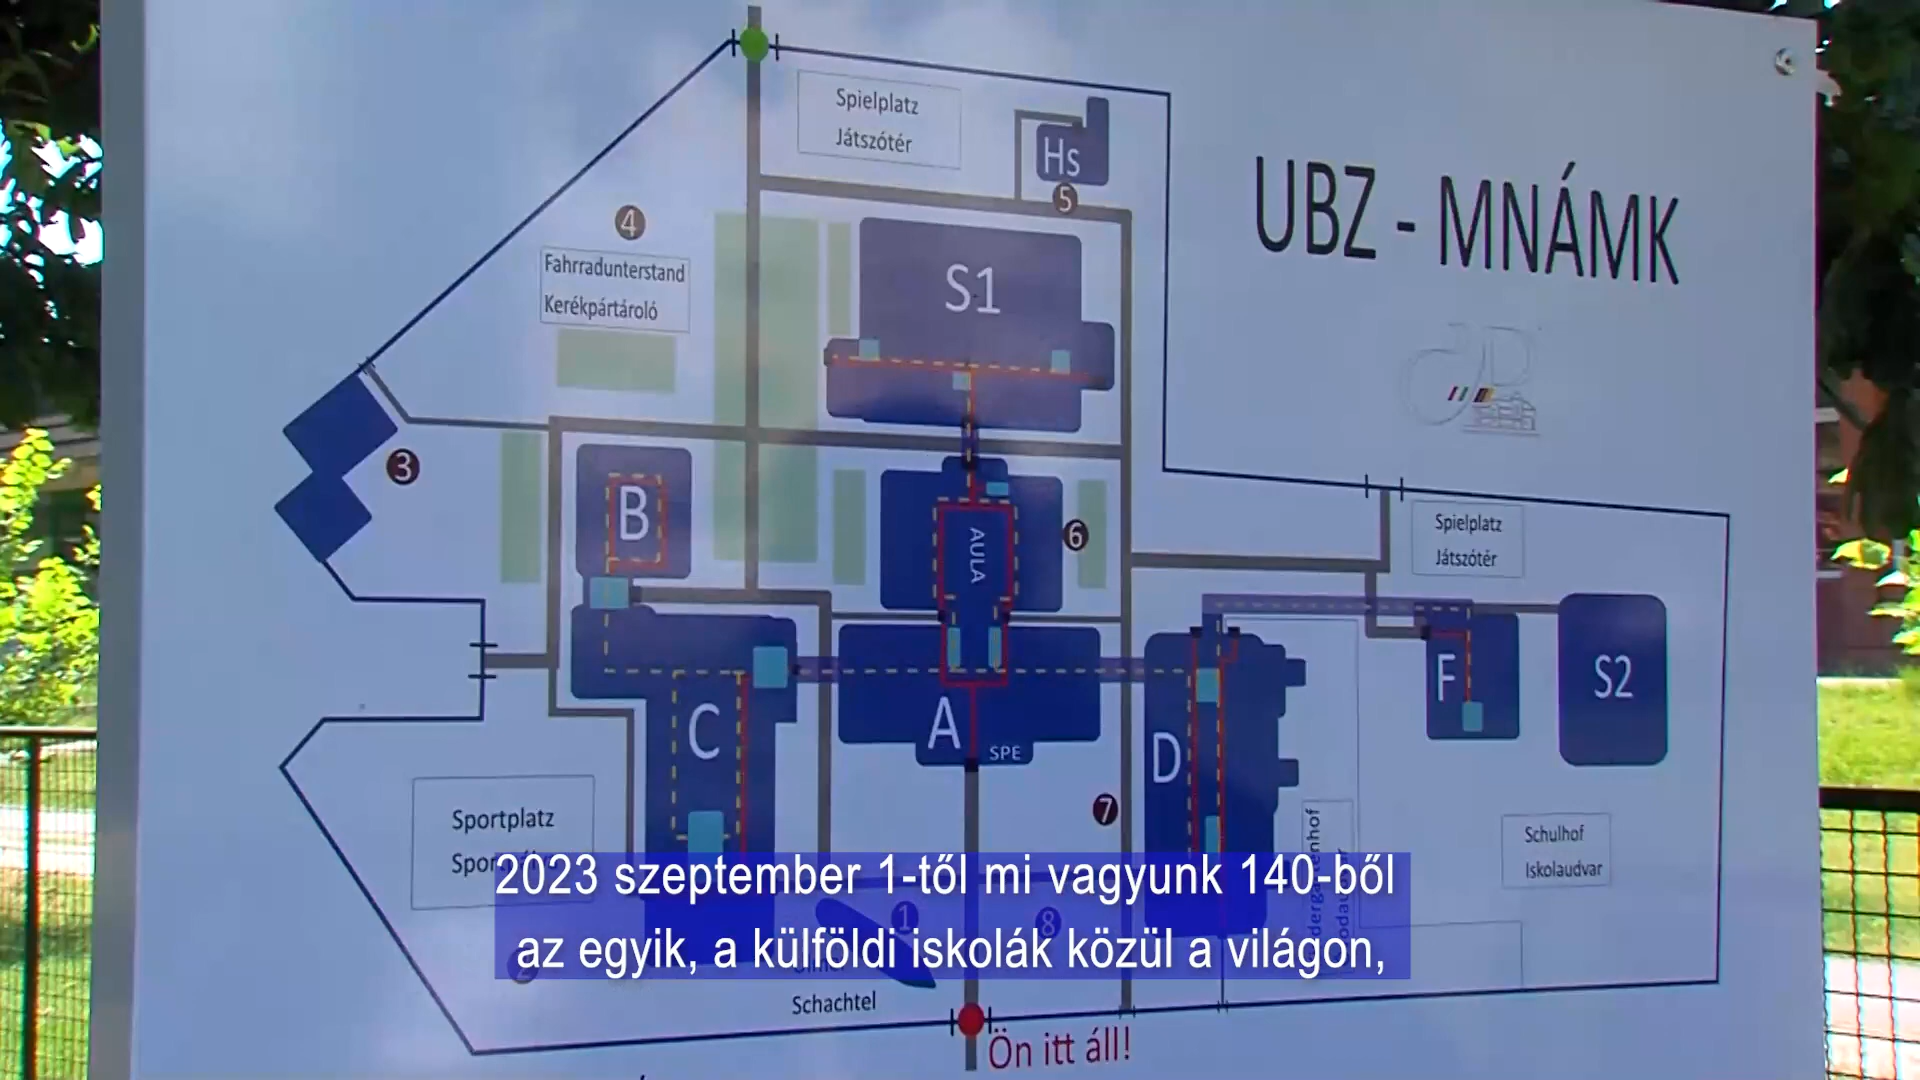 Spielplatz
Játszótér
Hs
5
UBZ - MNÁMK
4
Fahrradunterstand
Kerékpártároló
S1
3
B
AULA
6
Spielplatz
Játszótér
C
A
SPE
D
F
S2
7
Sportplatz
Schulhof
Iskolaudvar
2023 szeptember 1-től mi vagyunk 140-ből
az egyik, a külföldi iskolák közül a világon,
1
8
2
Schachtel
Ön itt áll!